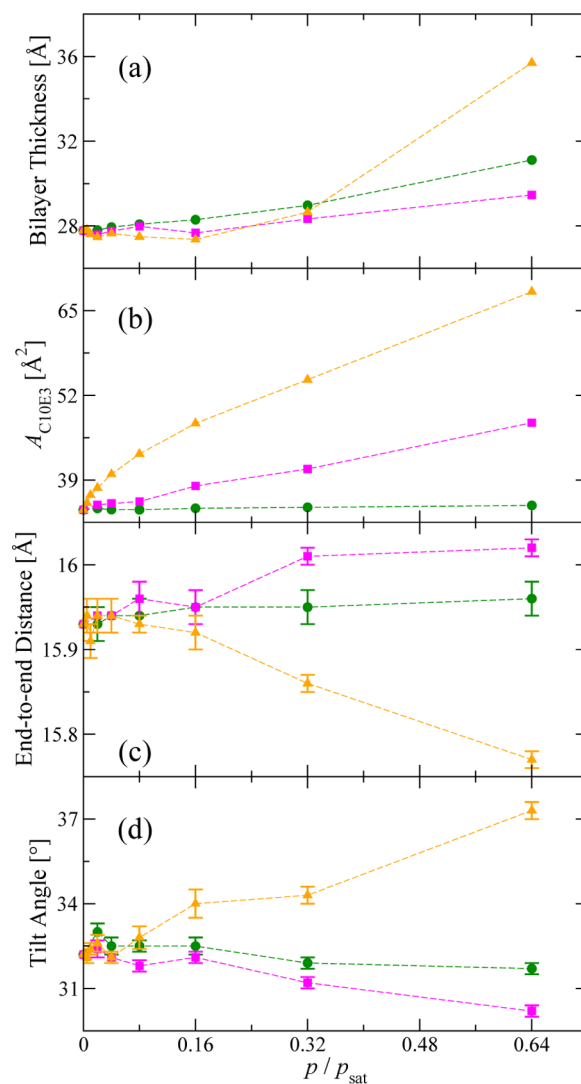 (a)
Bilayer Thickness [Å]
36
32
28
(b)
A_C10E3 [Å²]
65
52
39
(c)
End-to-end Distance [Å]
16
15.9
15.8
(d)
Tilt Angle [°]
37
34
31
0 0.16 0.32 0.48 0.64
p / p_sat